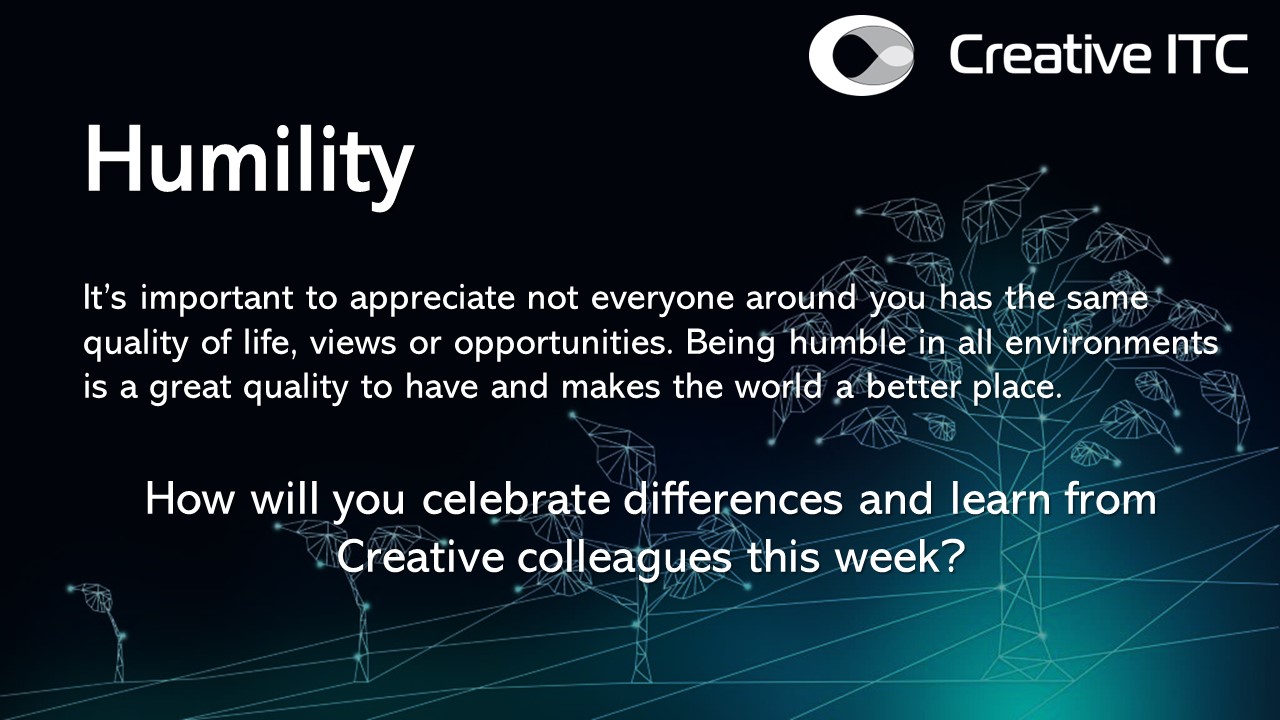 Creative ITC
Humility
It’s important to appreciate not everyone around you has the same
quality of life, views or opportunities. Being humble in all environments
is a great quality to have and makes the world a better place.
How will you celebrate differences and learn from
Creative colleagues this week?